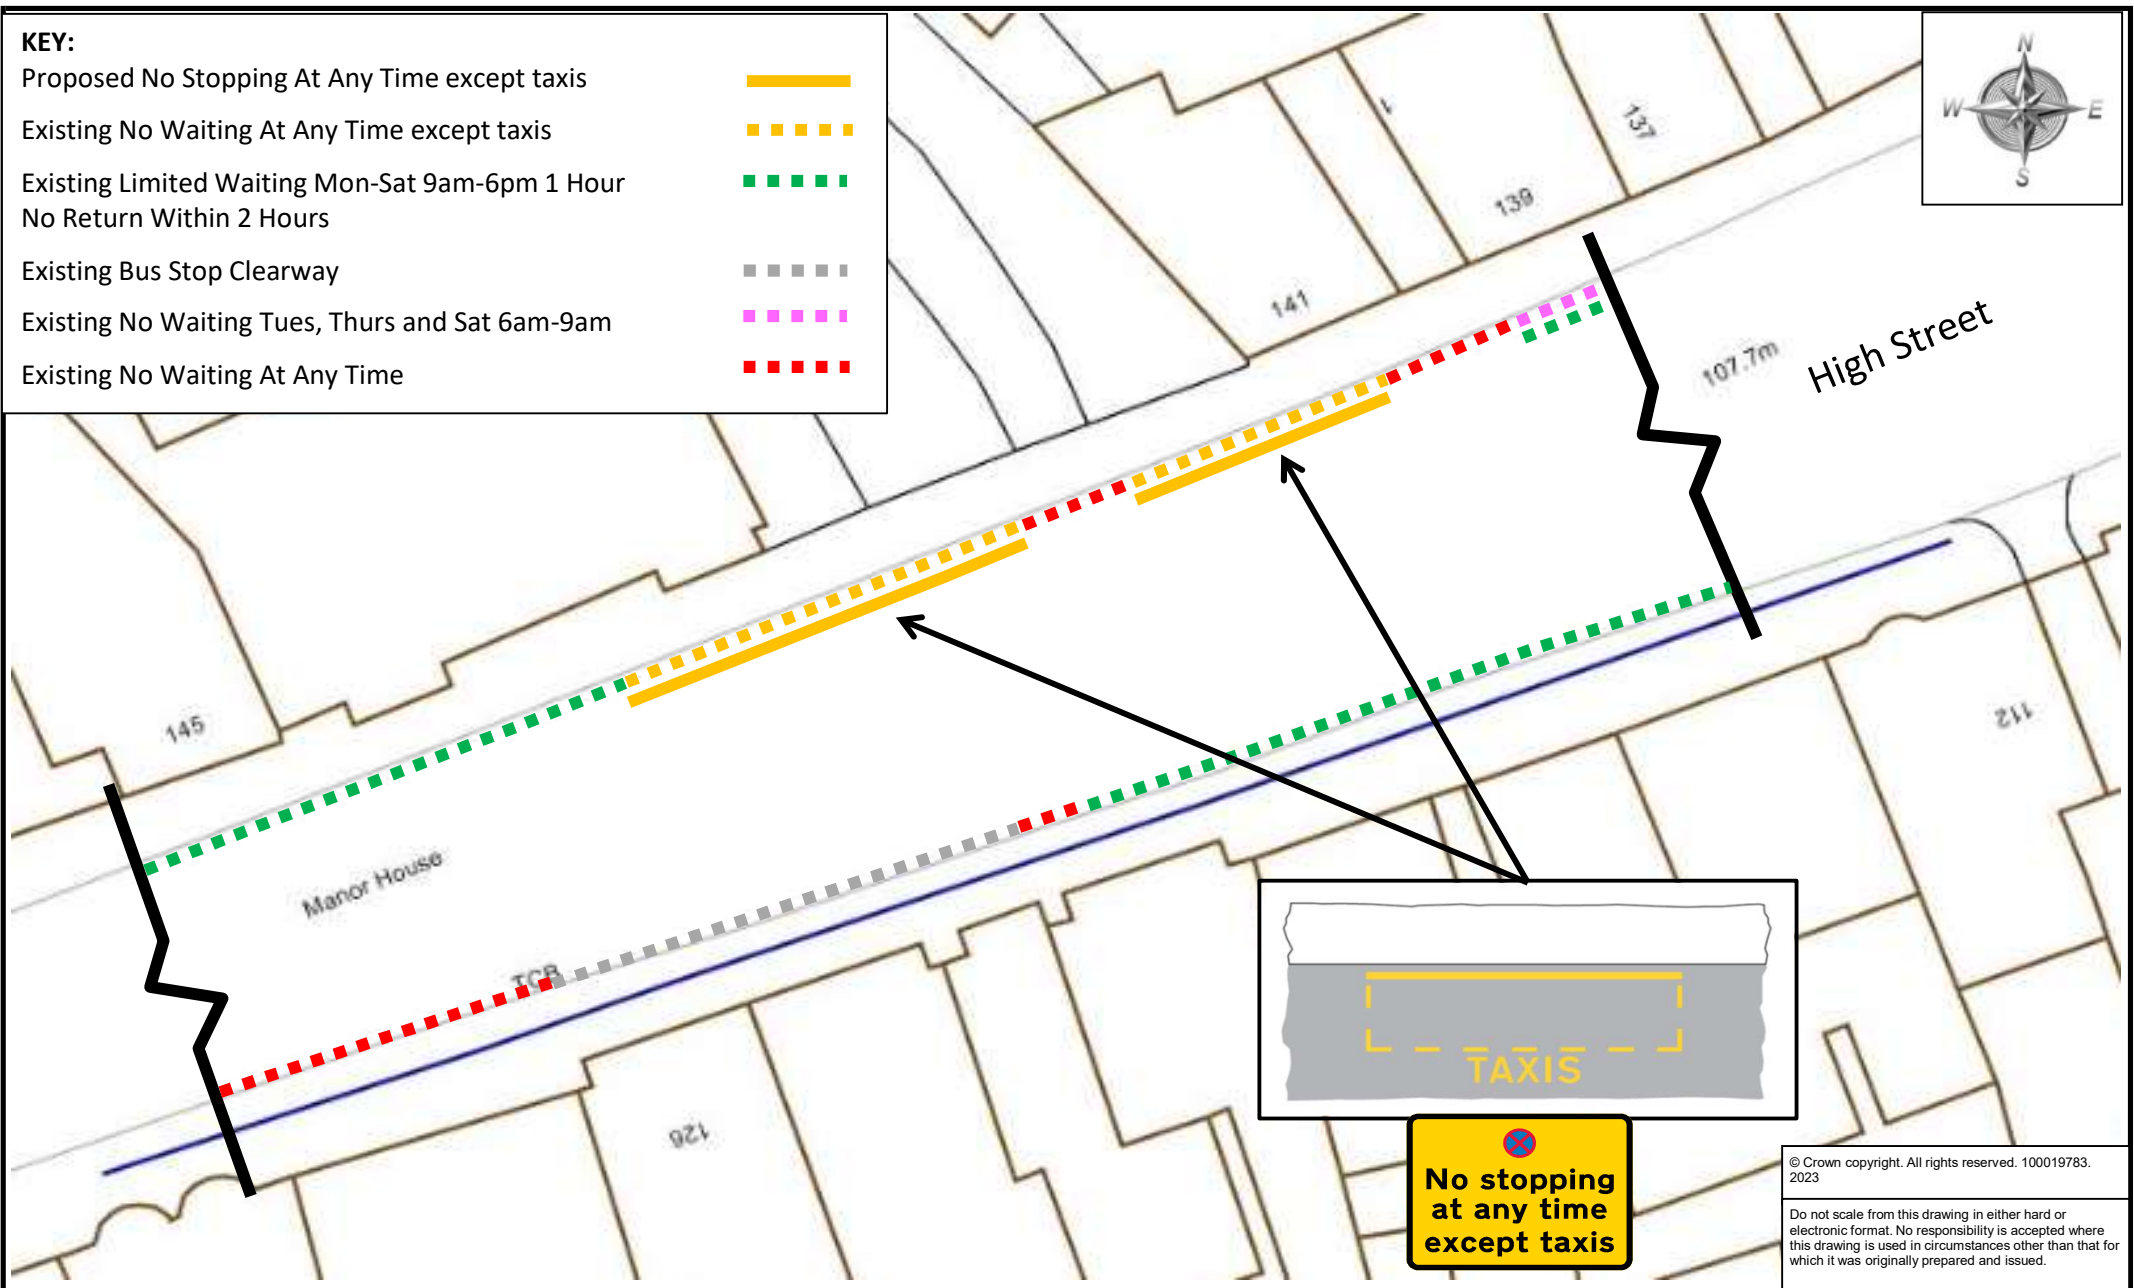 KEY:
Proposed No Stopping At Any Time except taxis
Existing No Waiting At Any Time except taxis
Existing Limited Waiting Mon-Sat 9am-6pm 1 Hour
No Return Within 2 Hours
Existing Bus Stop Clearway
Existing No Waiting Tues, Thurs and Sat 6am-9am
Existing No Waiting At Any Time
N
W
E
S
1
137
139
141
107.7m
High Street
145
Manor House
TCB
112
126
TAXIS
No stopping
at any time
except taxis
© Crown copyright. All rights reserved. 100019783.
2023
Do not scale from this drawing in either hard or
electronic format. No responsibility is accepted where
this drawing is used in circumstances other than that for
which it was originally prepared and issued.